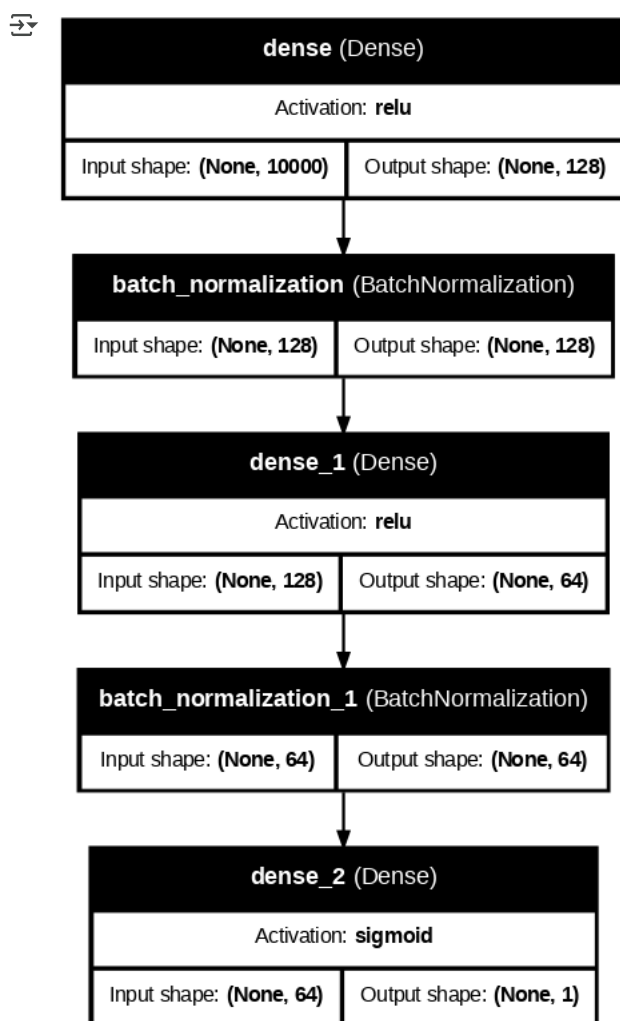 dense (Dense)
Activation: relu
Input shape: (None, 10000) Output shape: (None, 128)
batch_normalization (BatchNormalization)
Input shape: (None, 128) Output shape: (None, 128)
dense_1 (Dense)
Activation: relu
Input shape: (None, 128) Output shape: (None, 64)
batch_normalization_1 (BatchNormalization)
Input shape: (None, 64) Output shape: (None, 64)
dense_2 (Dense)
Activation: sigmoid
Input shape: (None, 64) Output shape: (None, 1)